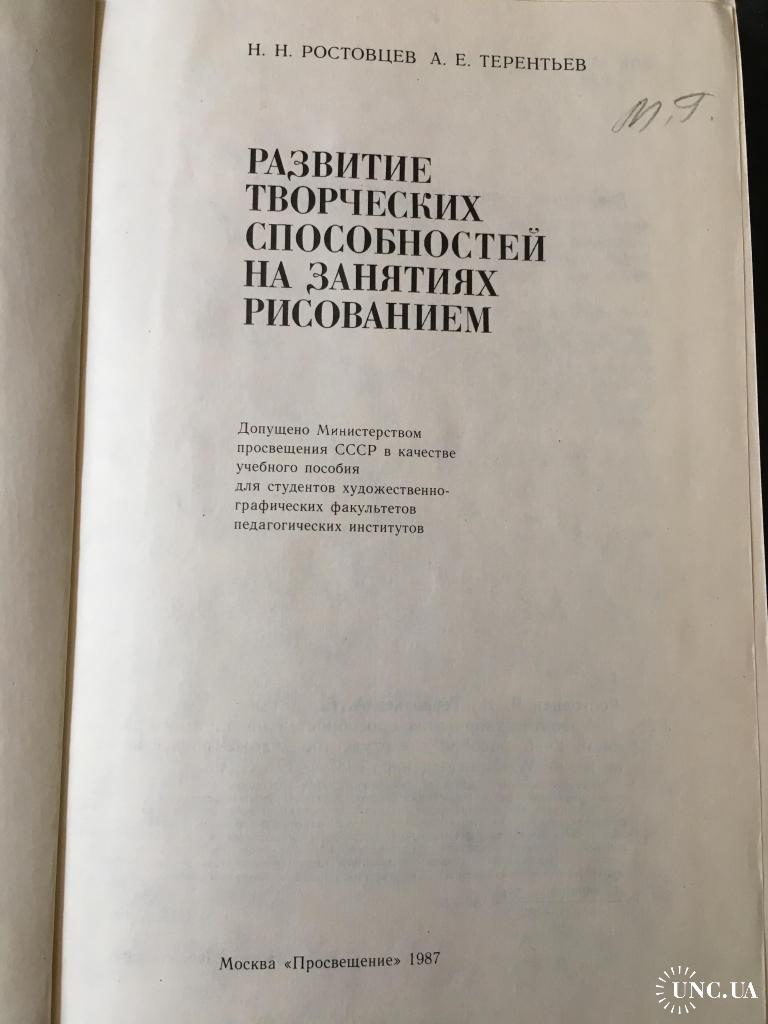 Н. Н. РОСТОВЦЕВ А. Е. ТЕРЕНТЬЕВ
М. Г.
РАЗВИТИЕ
ТВОРЧЕСКИХ
СПОСОБНОСТЕЙ
НА ЗАНЯТИЯХ
РИСОВАНИЕМ
Допущено Министерством
просвещения СССР в качестве
учебного пособия
для студентов художественно-
графических факультетов
педагогических институтов
Москва «Просвещение» 1987
UNC.UA